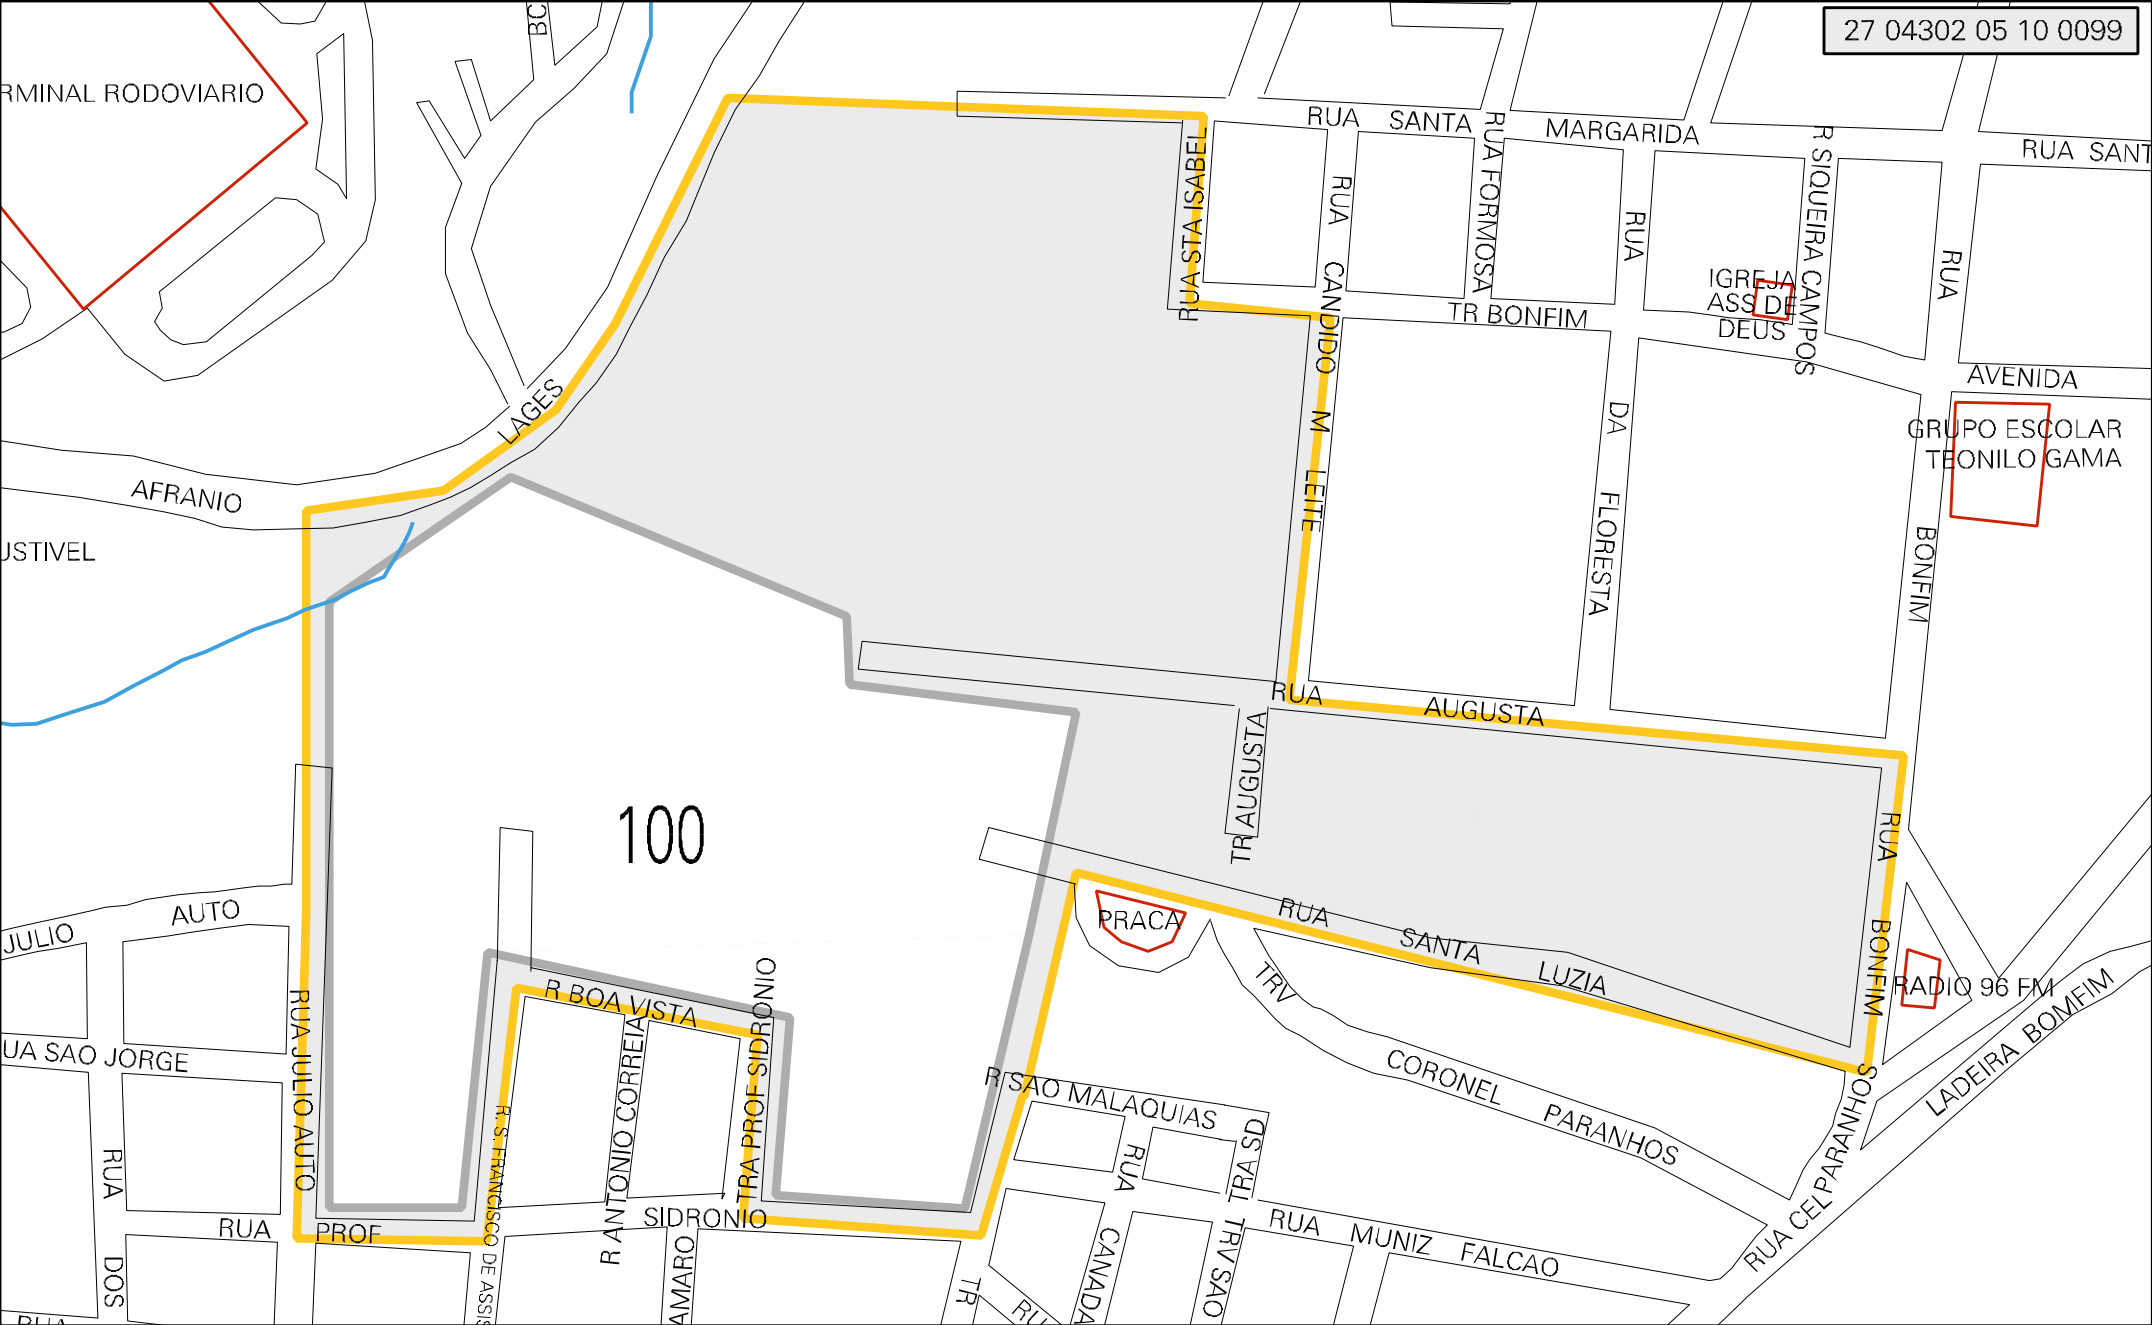 27 04302 05 10 0099
BC
RMINAL RODOVIARIO
RUA SANTA MARGARIDA
RUA SANT
RUA STA ISABEL
RUA FORMOSA
R SIQUEIRA CAMPOS
RUA CANDIDO M LEITE
RUA DA FLORESTA
RUA BONFIM
IGREJA
ASS DE
DEUS
TR BONFIM
AVENIDA
GRUPO ESCOLAR
TEONILO GAMA
AFRANIO LAGES
USTIVEL
RUA AUGUSTA
TR AUGUSTA
100
RUA BONFIM
PRACA
RUA SANTA LUZIA
RADIO 96 FM
LADEIRA BOMFIM
TRV CORONEL PARANHOS
RUA CEL PARANHOS
JULIO AUTO
RUA JULIO AUTO
UA SAO JORGE
R BOA VISTA
R ANTONIO CORREIA
TRA PROF SIDRONIO
R. S. FRANCISCO DE ASSIS
R SAO MALAQUIAS
RUA CANADA
TRA SD
TRV SAO
RUA MUNIZ FALCAO
RUA PROF SIDRONIO
RUA DOS
AMARO
TR
RU
RUA